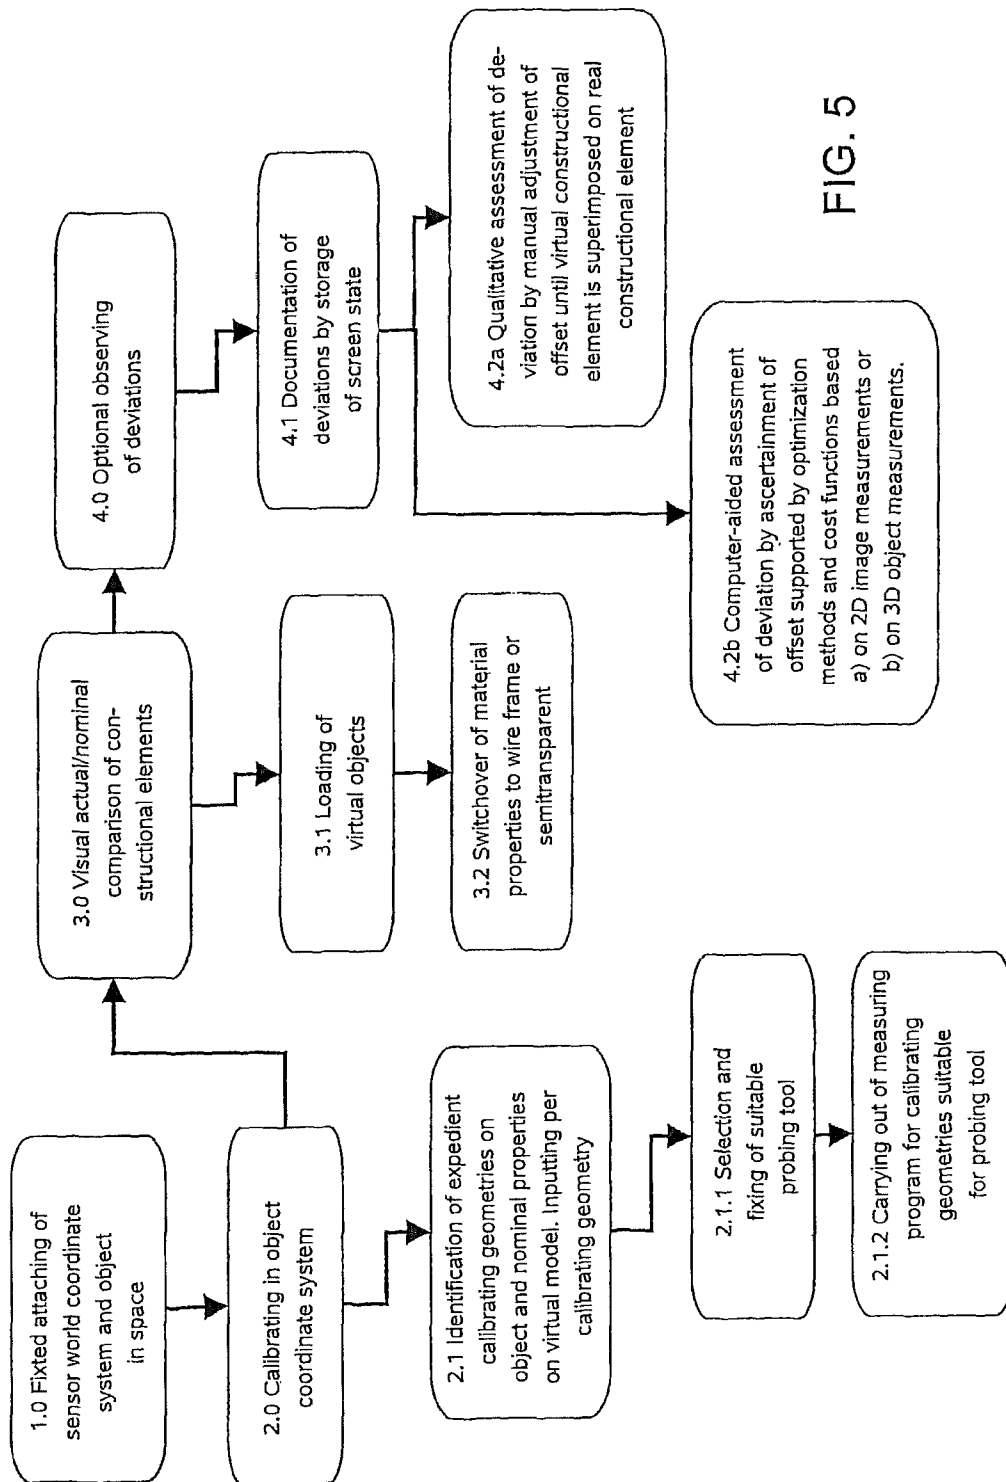 1.0 Fixted attaching of
sensor world coordinate
system and object
in space
2.0 Calibrating in object
coordinate system
2.1 Identification of expedient
calibrating geometries on
object and nominal properties
on virtual model. Inputting per
calibrating geometry
2.1.1 Selection and
fixing of suitable
probing tool
2.1.2 Carrying out of measuring
program for calibrating
geometries suitable
for probing tool
3.0 Visual actual/nominal
comparison of con-
structional elements
3.1 Loading of
virtual objects
3.2 Switchover of material
properties to wire frame or
semitransparent
4.0 Optional observing
of deviations
4.1 Documentation of
deviations by storage
of screen state
4.2a Qualitative assessment of de-
viation by manual adjustment of
offset until virtual constructional
element is superimposed on real
constructional element
4.2b Computer-aided assessment
of deviation by ascertainment of
offset supported by optimization
methods and cost functions based
a) on 2D image measurements or
b) on 3D object measurements.
FIG. 5